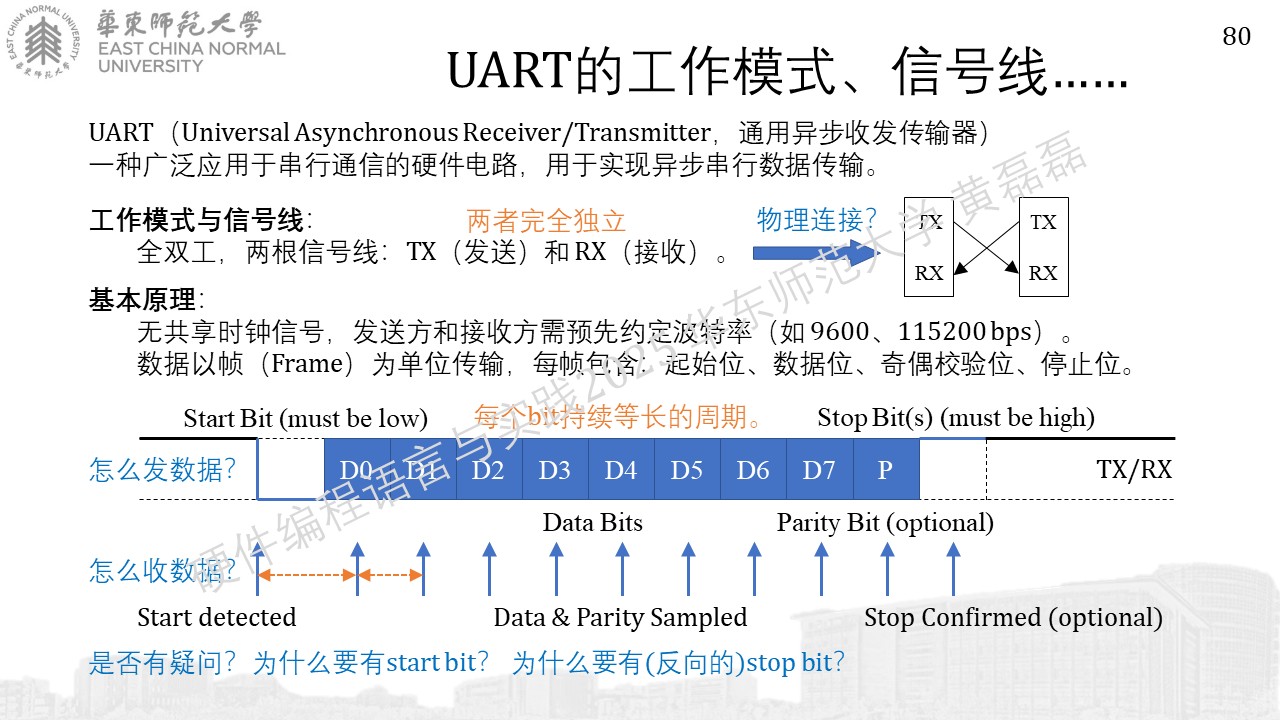 華東師范大學
EAST CHINA NORMAL
UNIVERSITY
EAST CHINA NORMAL UNIVERSITY
華東师范大学
80
UART的工作模式、信号线……
UART（Universal Asynchronous Receiver/Transmitter，通用异步收发传输器）
一种广泛应用于串行通信的硬件电路，用于实现异步串行数据传输。
工作模式与信号线：
两者完全独立
物理连接？
全双工，两根信号线：TX（发送）和 RX（接收）。
TX
TX
RX
RX
基本原理：
无共享时钟信号，发送方和接收方需预先约定波特率（如 9600、115200 bps）。
数据以帧（Frame）为单位传输，每帧包含：起始位、数据位、奇偶校验位、停止位。
Start Bit (must be low)
每个bit持续等长的周期。
Stop Bit(s) (must be high)
怎么发数据？
D0 D1 D2 D3 D4 D5 D6 D7 P
TX/RX
Data Bits
Parity Bit (optional)
怎么收数据？
Start detected
Data & Parity Sampled
Stop Confirmed (optional)
是否有疑问？为什么要有start bit？ 为什么要有(反向的)stop bit？
硬件编程语言与实践2025 华东师范大学 黄磊磊